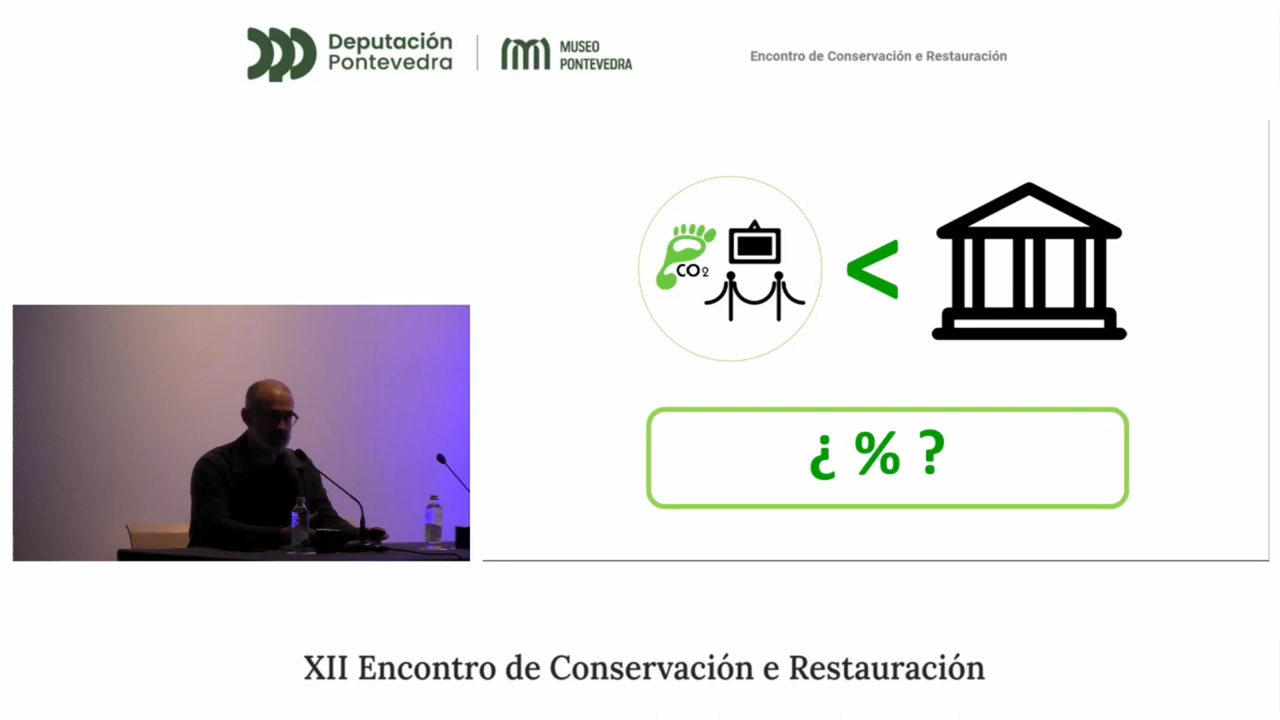 Deputación
Pontevedra
MUSEO
PONTEVEDRA
Encontro de Conservación e Restauración
CO2
<
¿ % ?
XII Encontro de Conservación e Restauración